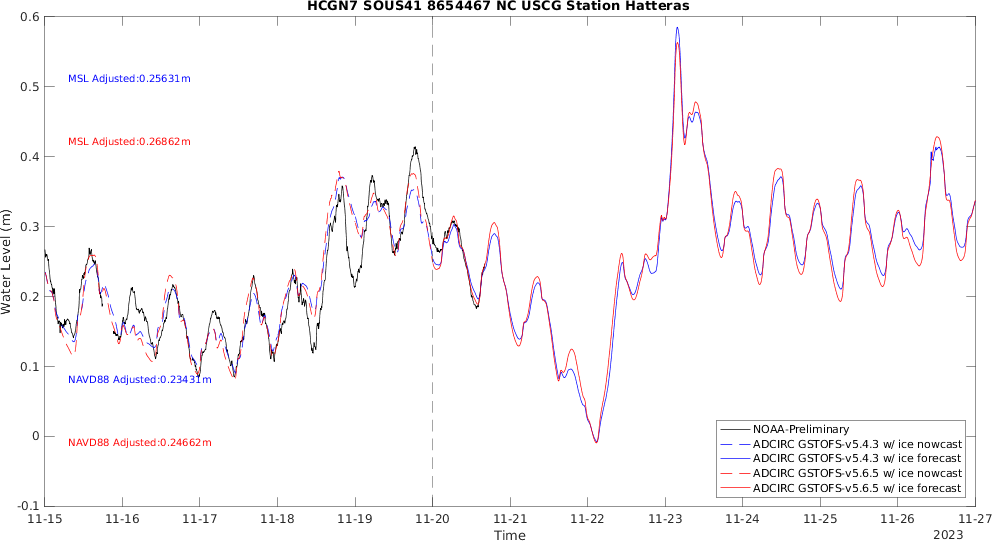 HCGN7 SOUS41 8654467 NC USCG Station Hatteras
0.6
0.5
0.4
0.3
0.2
0.1
0
-0.1
Water Level (m)
MSL Adjusted:0.25631m
MSL Adjusted:0.26862m
NAVD88 Adjusted:0.23431m
NAVD88 Adjusted:0.24662m
NOAA-Preliminary
ADCIRC GSTOFS-v5.4.3 w/ ice nowcast
ADCIRC GSTOFS-v5.4.3 w/ ice forecast
ADCIRC GSTOFS-v5.6.5 w/ ice nowcast
ADCIRC GSTOFS-v5.6.5 w/ ice forecast
11-15 11-16 11-17 11-18 11-19 11-20 11-21 11-22 11-23 11-24 11-25 11-26 11-27
Time
2023